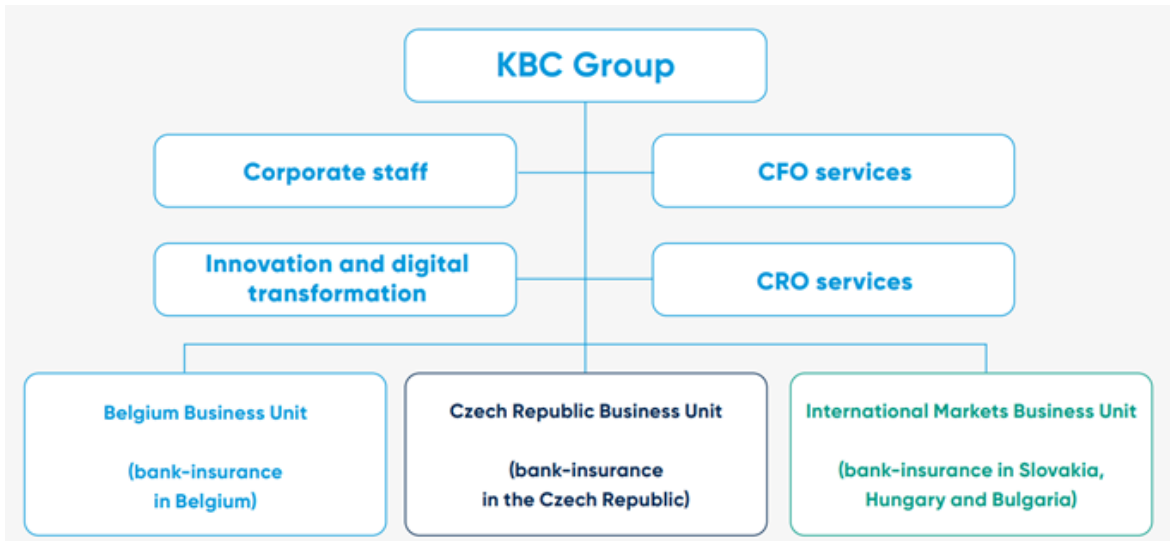 KBC Group
Corporate staff
CFO services
Innovation and digital
transformation
CRO services
Belgium Business Unit
(bank-insurance
in Belgium)
Czech Republic Business Unit
(bank-insurance
in the Czech Republic)
International Markets Business Unit
(bank-insurance in Slovakia,
Hungary and Bulgaria)